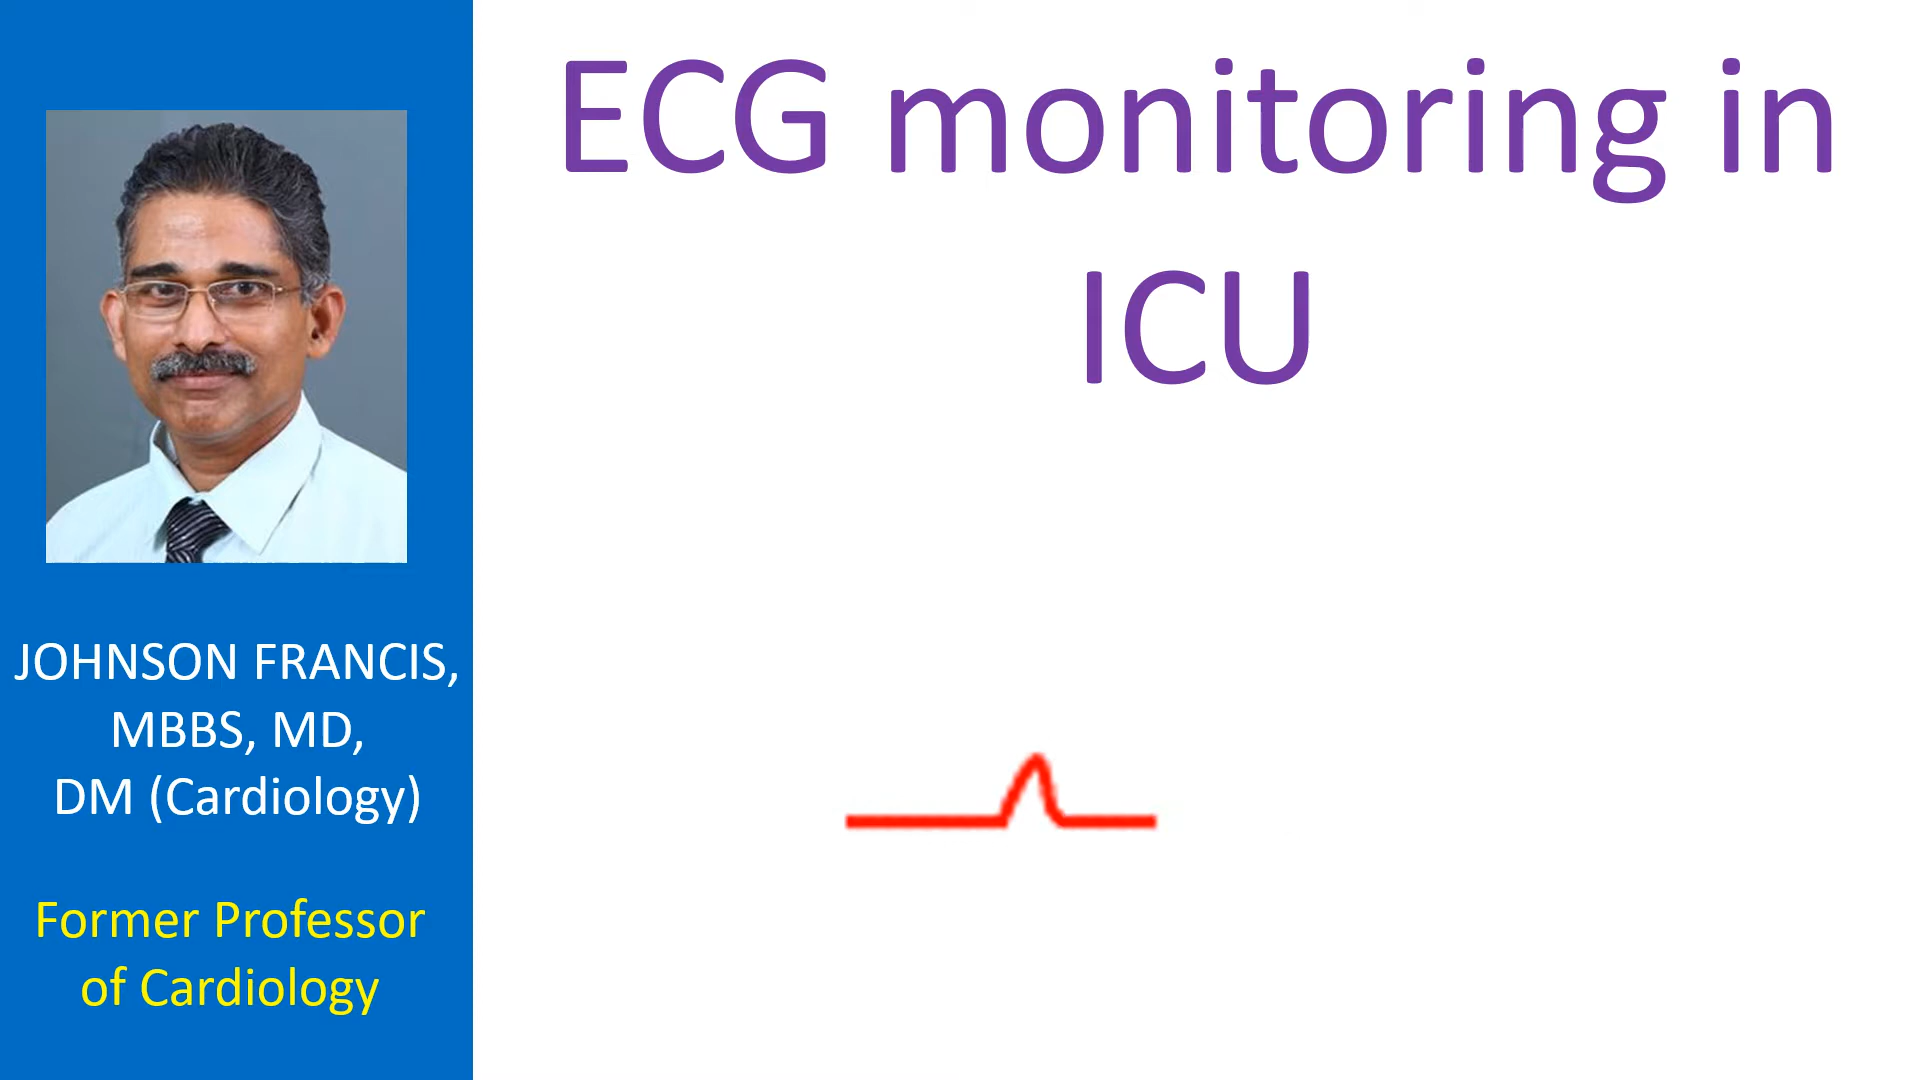 ECG monitoring in
ICU
JOHNSON FRANCIS,
MBBS, MD,
DM (Cardiology)
Former Professor
of Cardiology